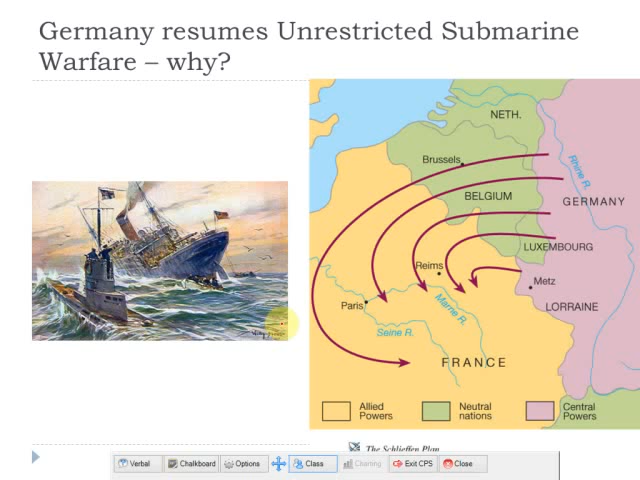 Germany resumes Unrestricted Submarine
Warfare – why?
NETH.
Brussels
Rhine R.
BELGIUM
GERMANY
LUXEMBOURG
Reims
Metz
Paris
Marne R.
LORRAINE
Seine R.
FRANCE
Allied
Powers
Neutral
nations
Central
Powers
The Schlieffen Plan
Verbal
Chalkboard
Options
Class
Charting
Exit CPS
Close